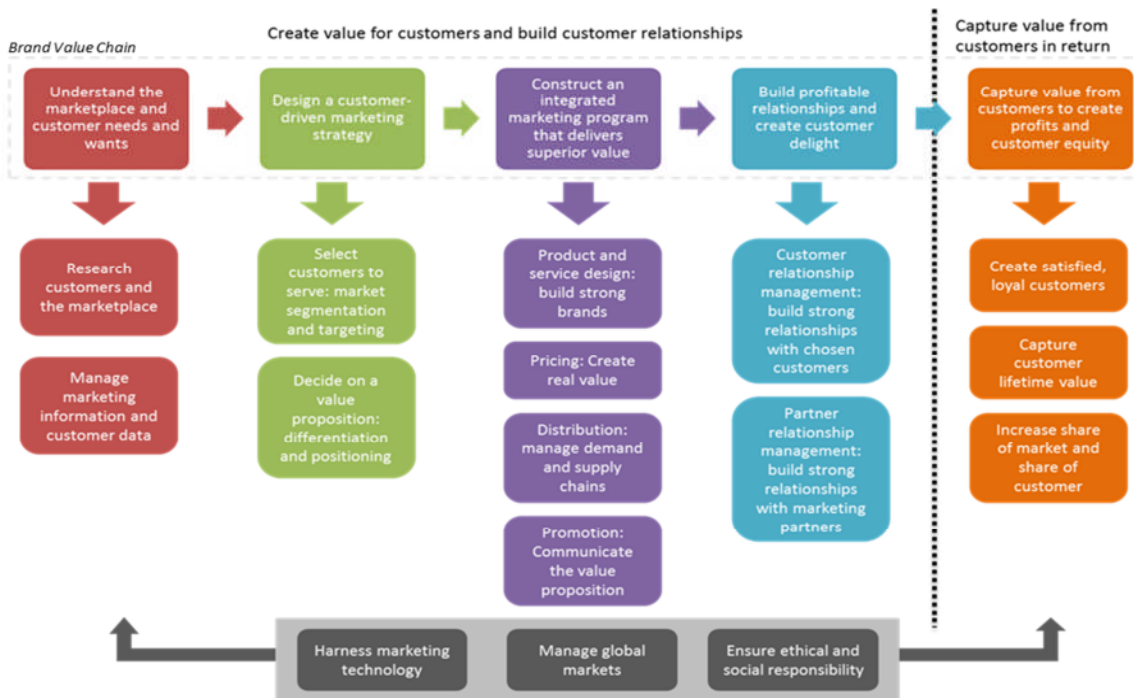 Create value for customers and build customer relationships
Capture value from
customers in return
Brand Value Chain
Understand the
marketplace and
customer needs and
wants
Design a customer-
driven marketing
strategy
Construct an
integrated
marketing program
that delivers
superior value
Build profitable
relationships and
create customer
delight
Capture value from
customers to create
profits and
customer equity
Research
customers and
the marketplace
Manage
marketing
information and
customer data
Select
customers to
serve: market
segmentation
and targeting
Decide on a
value
proposition:
differentiation
and positioning
Product and
service design:
build strong
brands
Pricing: Create
real value
Distribution:
manage demand
and supply
chains
Promotion:
Communicate
the value
proposition
Customer
relationship
management:
build strong
relationships
with chosen
customers
Partner
relationship
management:
build strong
relationships
with marketing
partners
Create satisfied,
loyal customers
Capture
customer
lifetime value
Increase share
of market and
share of
customer
Harness marketing
technology
Manage global
markets
Ensure ethical and
social responsibility